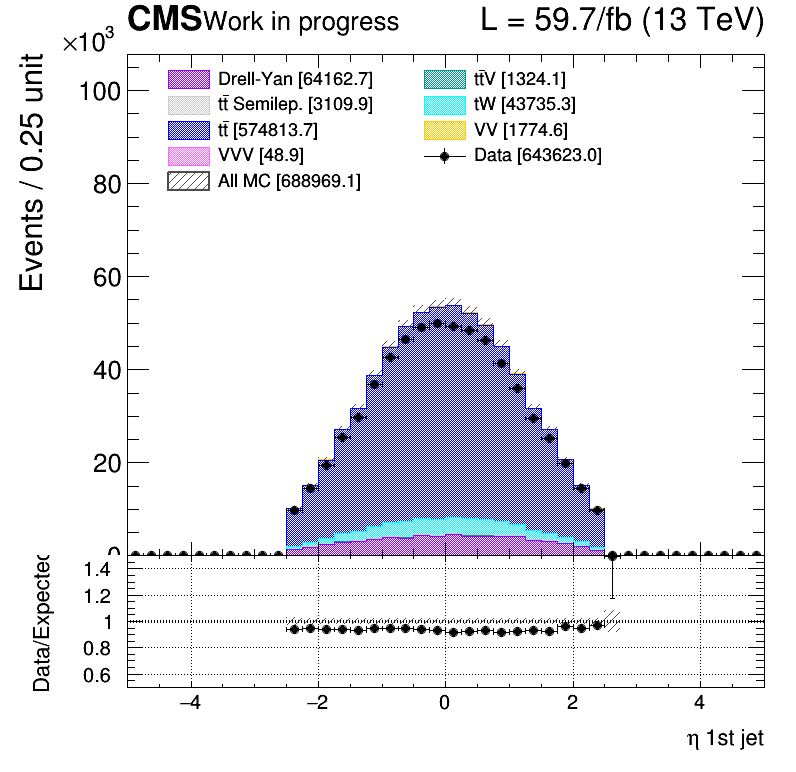 CMS Work in progress L = 59.7/fb (13 TeV)
×10³
Events / 0.25 unit
Drell-Yan [64162.7]
tt̄V [1324.1]
tt̄ Semilep. [3109.9]
tW [43735.3]
tt̄ [574813.7]
VV [1774.6]
VVV [48.9]
Data [643623.0]
All MC [688969.1]
100
80
60
40
20
0
Data/Expected
1.4
1.2
1
0.8
0.6
−4 −2 0 2 4
η 1st jet